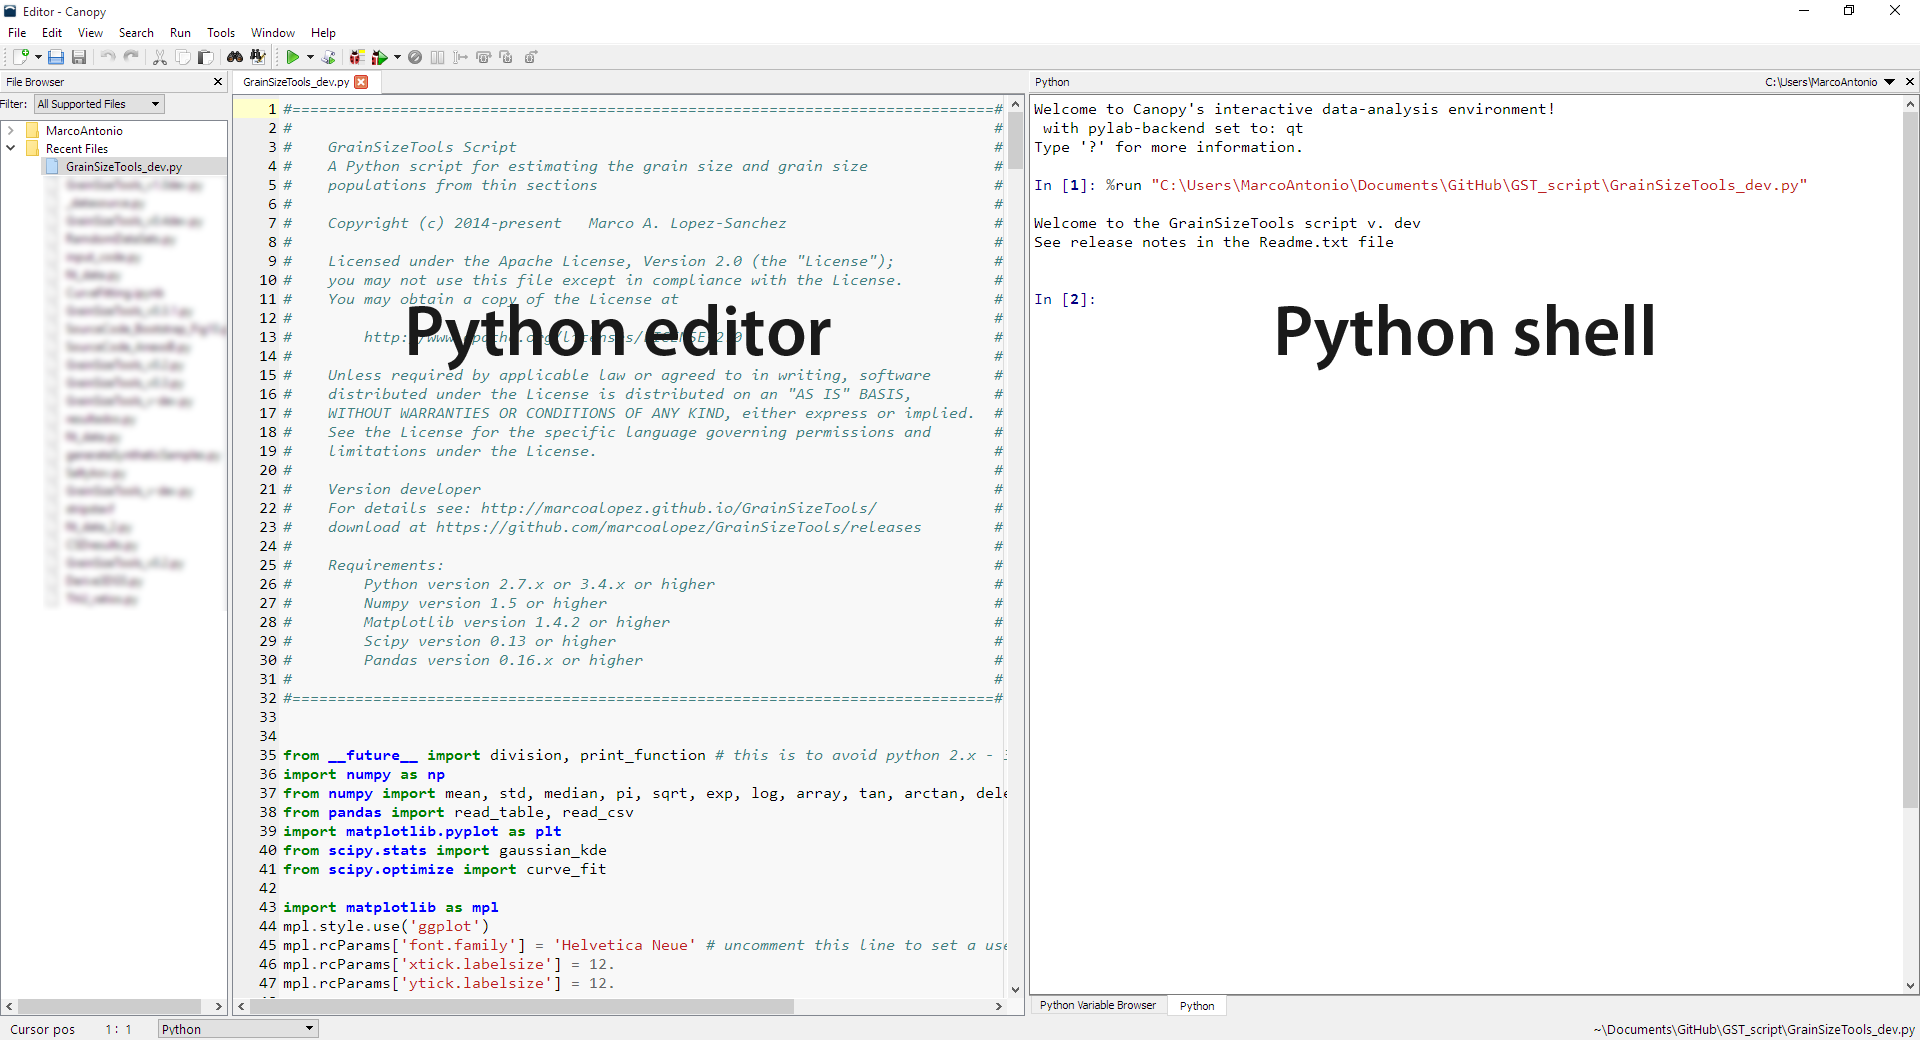 Editor - Canopy
File Edit View Search Run Tools Window Help
File Browser
Filter: All Supported Files
MarcoAntonio
Recent Files
GrainSizeTools_dev.py
GrainSizeTools_dev.py
1 #==============================================================================#
2 # #
3 # GrainSizeTools Script #
4 # A Python script for estimating the grain size and grain size #
5 # populations from thin sections #
6 # #
7 # Copyright (c) 2014-present Marco A. Lopez-Sanchez #
8 # #
9 # Licensed under the Apache License, Version 2.0 (the "License"); #
10 # you may not use this file except in compliance with the License. #
11 # You may obtain a copy of the License at #
12 # #
13 # http://www.apache.org/licenses/LICENSE-2.0 #
14 # #
15 # Unless required by applicable law or agreed to in writing, software #
16 # distributed under the License is distributed on an "AS IS" BASIS, #
17 # WITHOUT WARRANTIES OR CONDITIONS OF ANY KIND, either express or implied. #
18 # See the License for the specific language governing permissions and #
19 # limitations under the License. #
20 # #
21 # Version developer #
22 # For details see: http://marcoalopez.github.io/GrainSizeTools/ #
23 # download at https://github.com/marcoalopez/GrainSizeTools/releases #
24 # #
25 # Requirements: #
26 # Python version 2.7.x or 3.4.x or higher #
27 # Numpy version 1.5 or higher #
28 # Matplotlib version 1.4.2 or higher #
29 # Scipy version 0.13 or higher #
30 # Pandas version 0.16.x or higher #
31 # #
32 #==============================================================================#
33
34
35 from __future__ import division, print_function # this is to avoid python 2.x -
36 import numpy as np
37 from numpy import mean, std, median, pi, sqrt, exp, log, array, tan, arctan, dele
38 from pandas import read_table, read_csv
39 import matplotlib.pyplot as plt
40 from scipy.stats import gaussian_kde
41 from scipy.optimize import curve_fit
42
43 import matplotlib as mpl
44 mpl.style.use('ggplot')
45 mpl.rcParams['font.family'] = 'Helvetica Neue' # uncomment this line to set a use
46 mpl.rcParams['xtick.labelsize'] = 12.
47 mpl.rcParams['ytick.labelsize'] = 12.
Python editor
Python C:\Users\MarcoAntonio
Welcome to Canopy's interactive data-analysis environment!
with pylab-backend set to: qt
Type '?' for more information.
In [1]: %run "C:\Users\MarcoAntonio\Documents\GitHub\GST_script\GrainSizeTools_dev.py"
Welcome to the GrainSizeTools script v. dev
See release notes in the Readme.txt file
In [2]:
Python shell
Python Variable Browser Python
Cursor pos 1 : 1 Python
~\Documents\GitHub\GST_script\GrainSizeTools_dev.py